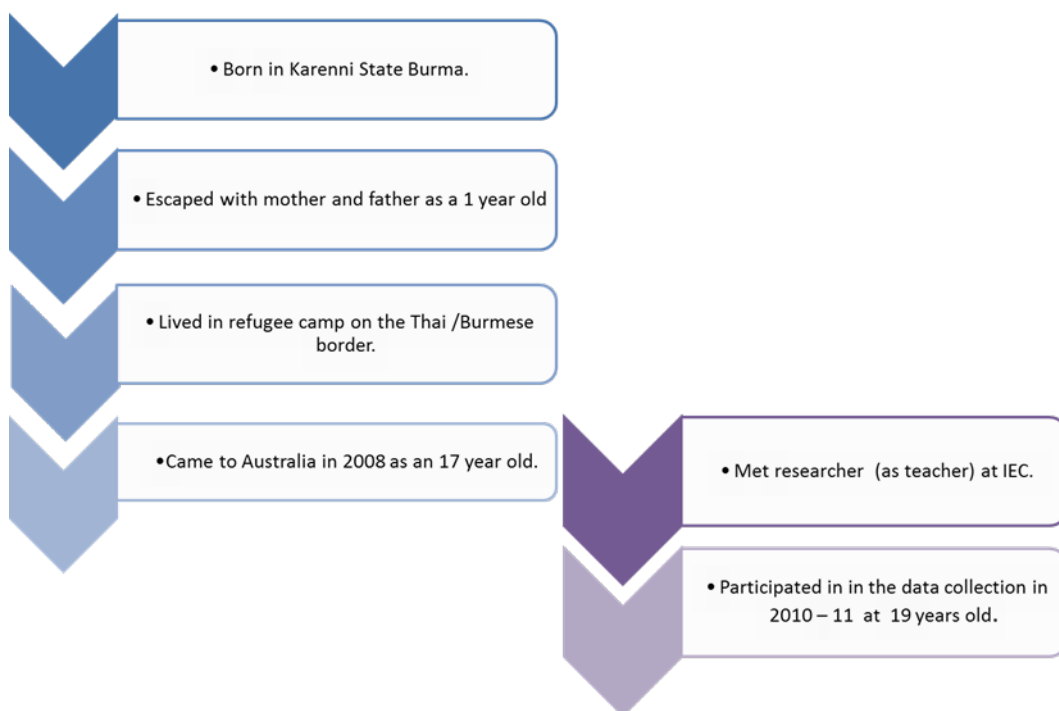 • Born in Karenni State Burma.
• Escaped with mother and father as a 1 year old
• Lived in refugee camp on the Thai /Burmese
border.
•Came to Australia in 2008 as an 17 year old.
• Met researcher (as teacher) at IEC.
• Participated in in the data collection in
2010 – 11 at 19 years old.